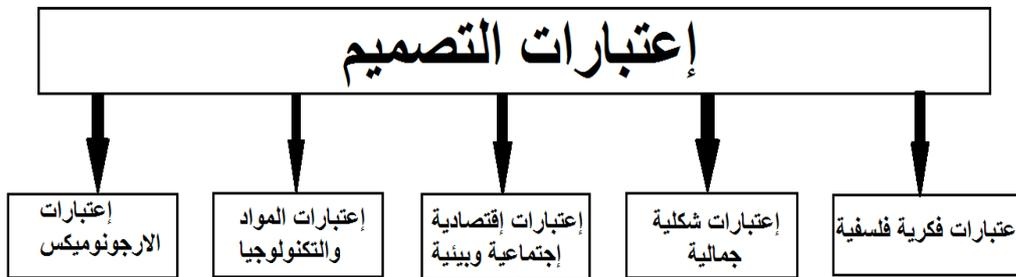 إعتبارات التصميم
عتبارات فكرية فلسفية
إعتبارات شكلية
جمالية
إعتبارات إقتصادية
إجتماعية وبيئية
إعتبارات المواد
والتكنولوجيا
إعتبارات
الارجونوميكس